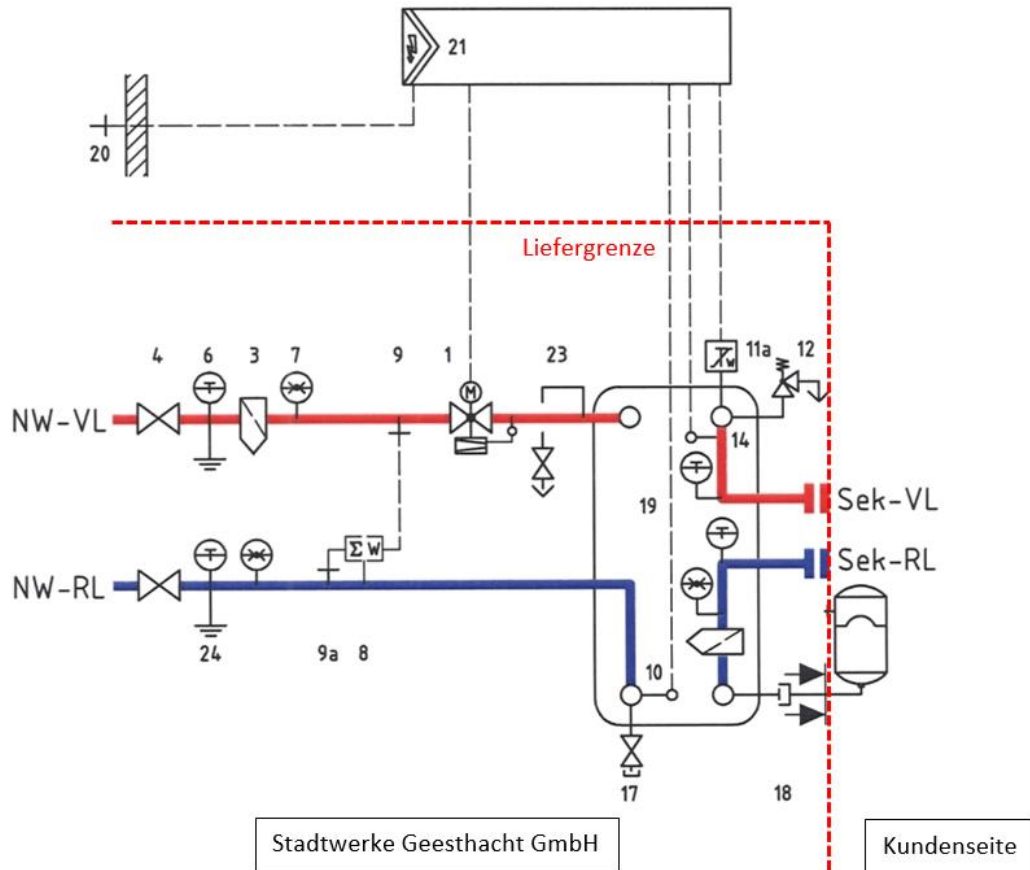 21
20
Liefergrenze
4 6 3 7 9 1 23 11a 12
M
W
T
NW-VL
14
T
Sek-VL
19
T
Sek-RL
T
Σ W
NW-RL
24 9a 8 10
17 18
Stadtwerke Geesthacht GmbH
Kundenseite